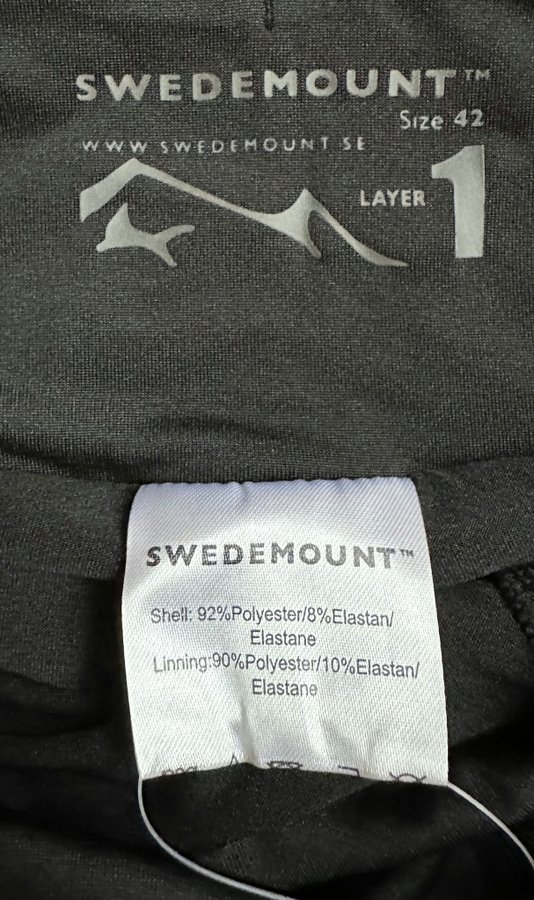 SWEDEMOUNT™
Size 42
WWW SWEDEMOUNT SE
LAYER 1
SWEDEMOUNT™
Shell: 92%Polyester/8%Elastan/
Elastane
Linning:90%Polyester/10%Elastan/
Elastane